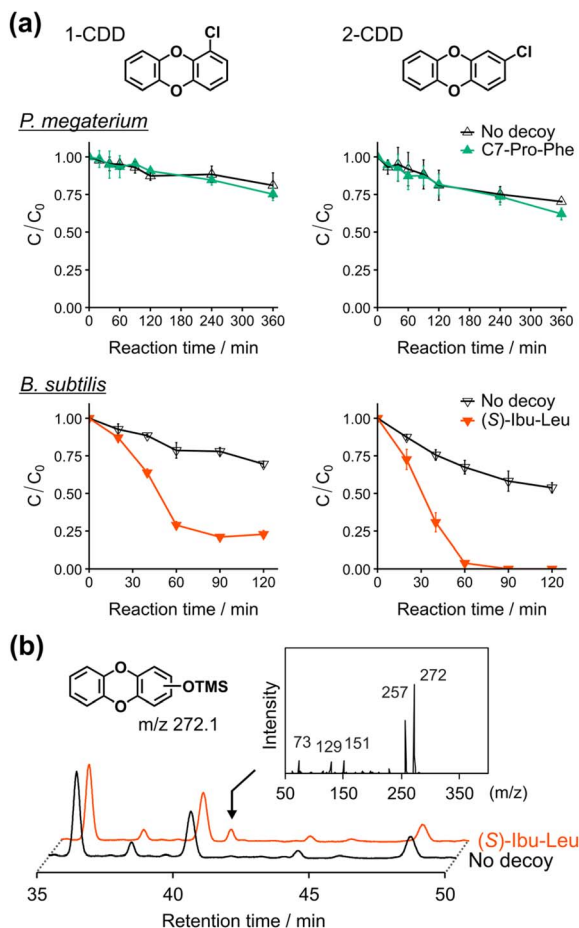 (a)
1-CDD
Cl
O
O
2-CDD
Cl
O
O
P. megaterium
No decoy
C7-Pro-Phe
C/C0
1.00
0.75
0.50
0.25
0.00
0 60 120 180 240 300 360
Reaction time / min
C/C0
1.00
0.75
0.50
0.25
0.00
0 60 120 180 240 300 360
Reaction time / min
B. subtilis
No decoy
(S)-Ibu-Leu
C/C0
1.00
0.75
0.50
0.25
0.00
0 30 60 90 120
Reaction time / min
C/C0
1.00
0.75
0.50
0.25
0.00
0 30 60 90 120
Reaction time / min
(b)
O
O
OTMS
m/z 272.1
Intensity
272
257
73 129 151
50 150 250 350 (m/z)
(S)-Ibu-Leu
No decoy
35 40 45 50
Retention time / min